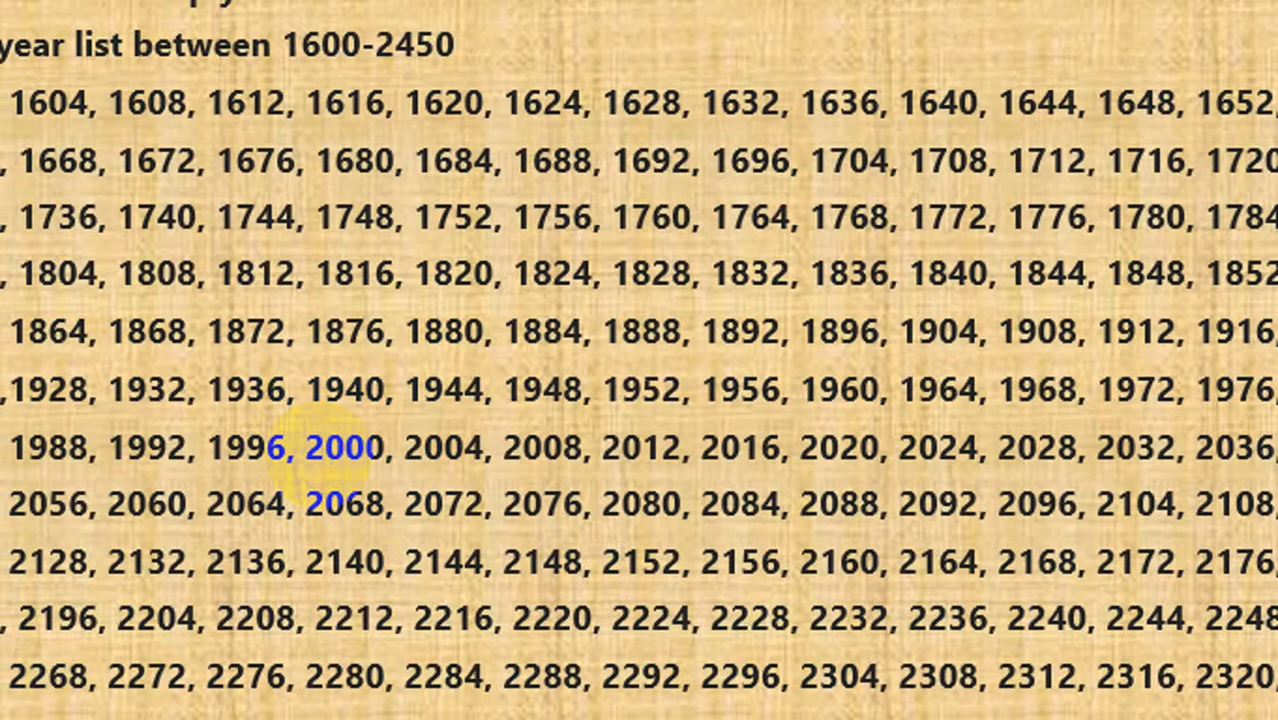 year list between 1600-2450
1604, 1608, 1612, 1616, 1620, 1624, 1628, 1632, 1636, 1640, 1644, 1648, 1652,
, 1668, 1672, 1676, 1680, 1684, 1688, 1692, 1696, 1704, 1708, 1712, 1716, 1720
, 1736, 1740, 1744, 1748, 1752, 1756, 1760, 1764, 1768, 1772, 1776, 1780, 1784
, 1804, 1808, 1812, 1816, 1820, 1824, 1828, 1832, 1836, 1840, 1844, 1848, 1852
1864, 1868, 1872, 1876, 1880, 1884, 1888, 1892, 1896, 1904, 1908, 1912, 1916,
,1928, 1932, 1936, 1940, 1944, 1948, 1952, 1956, 1960, 1964, 1968, 1972, 1976,
1988, 1992, 1996, 2000, 2004, 2008, 2012, 2016, 2020, 2024, 2028, 2032, 2036,
2056, 2060, 2064, 2068, 2072, 2076, 2080, 2084, 2088, 2092, 2096, 2104, 2108,
2128, 2132, 2136, 2140, 2144, 2148, 2152, 2156, 2160, 2164, 2168, 2172, 2176,
, 2196, 2204, 2208, 2212, 2216, 2220, 2224, 2228, 2232, 2236, 2240, 2244, 2248
2268, 2272, 2276, 2280, 2284, 2288, 2292, 2296, 2304, 2308, 2312, 2316, 2320,